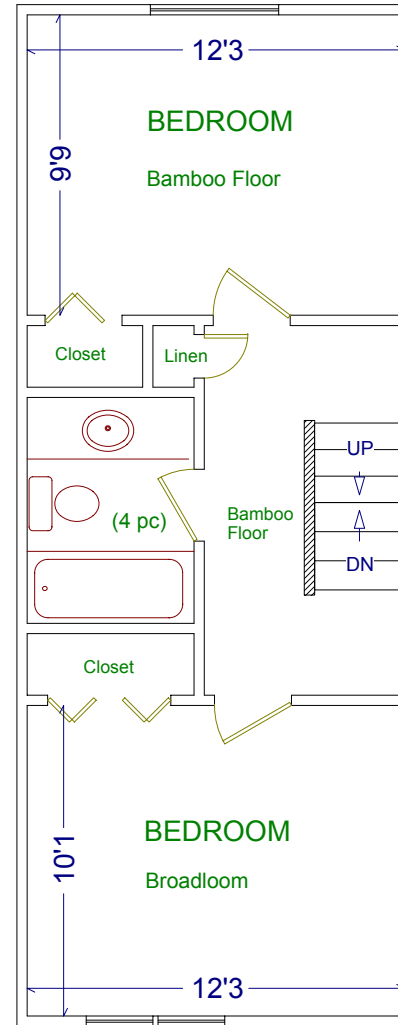 12'3
9'9
BEDROOM
Bamboo Floor
Closet
Linen
UP
(4 pc)
Bamboo
Floor
DN
Closet
10'1
BEDROOM
Broadloom
12'3